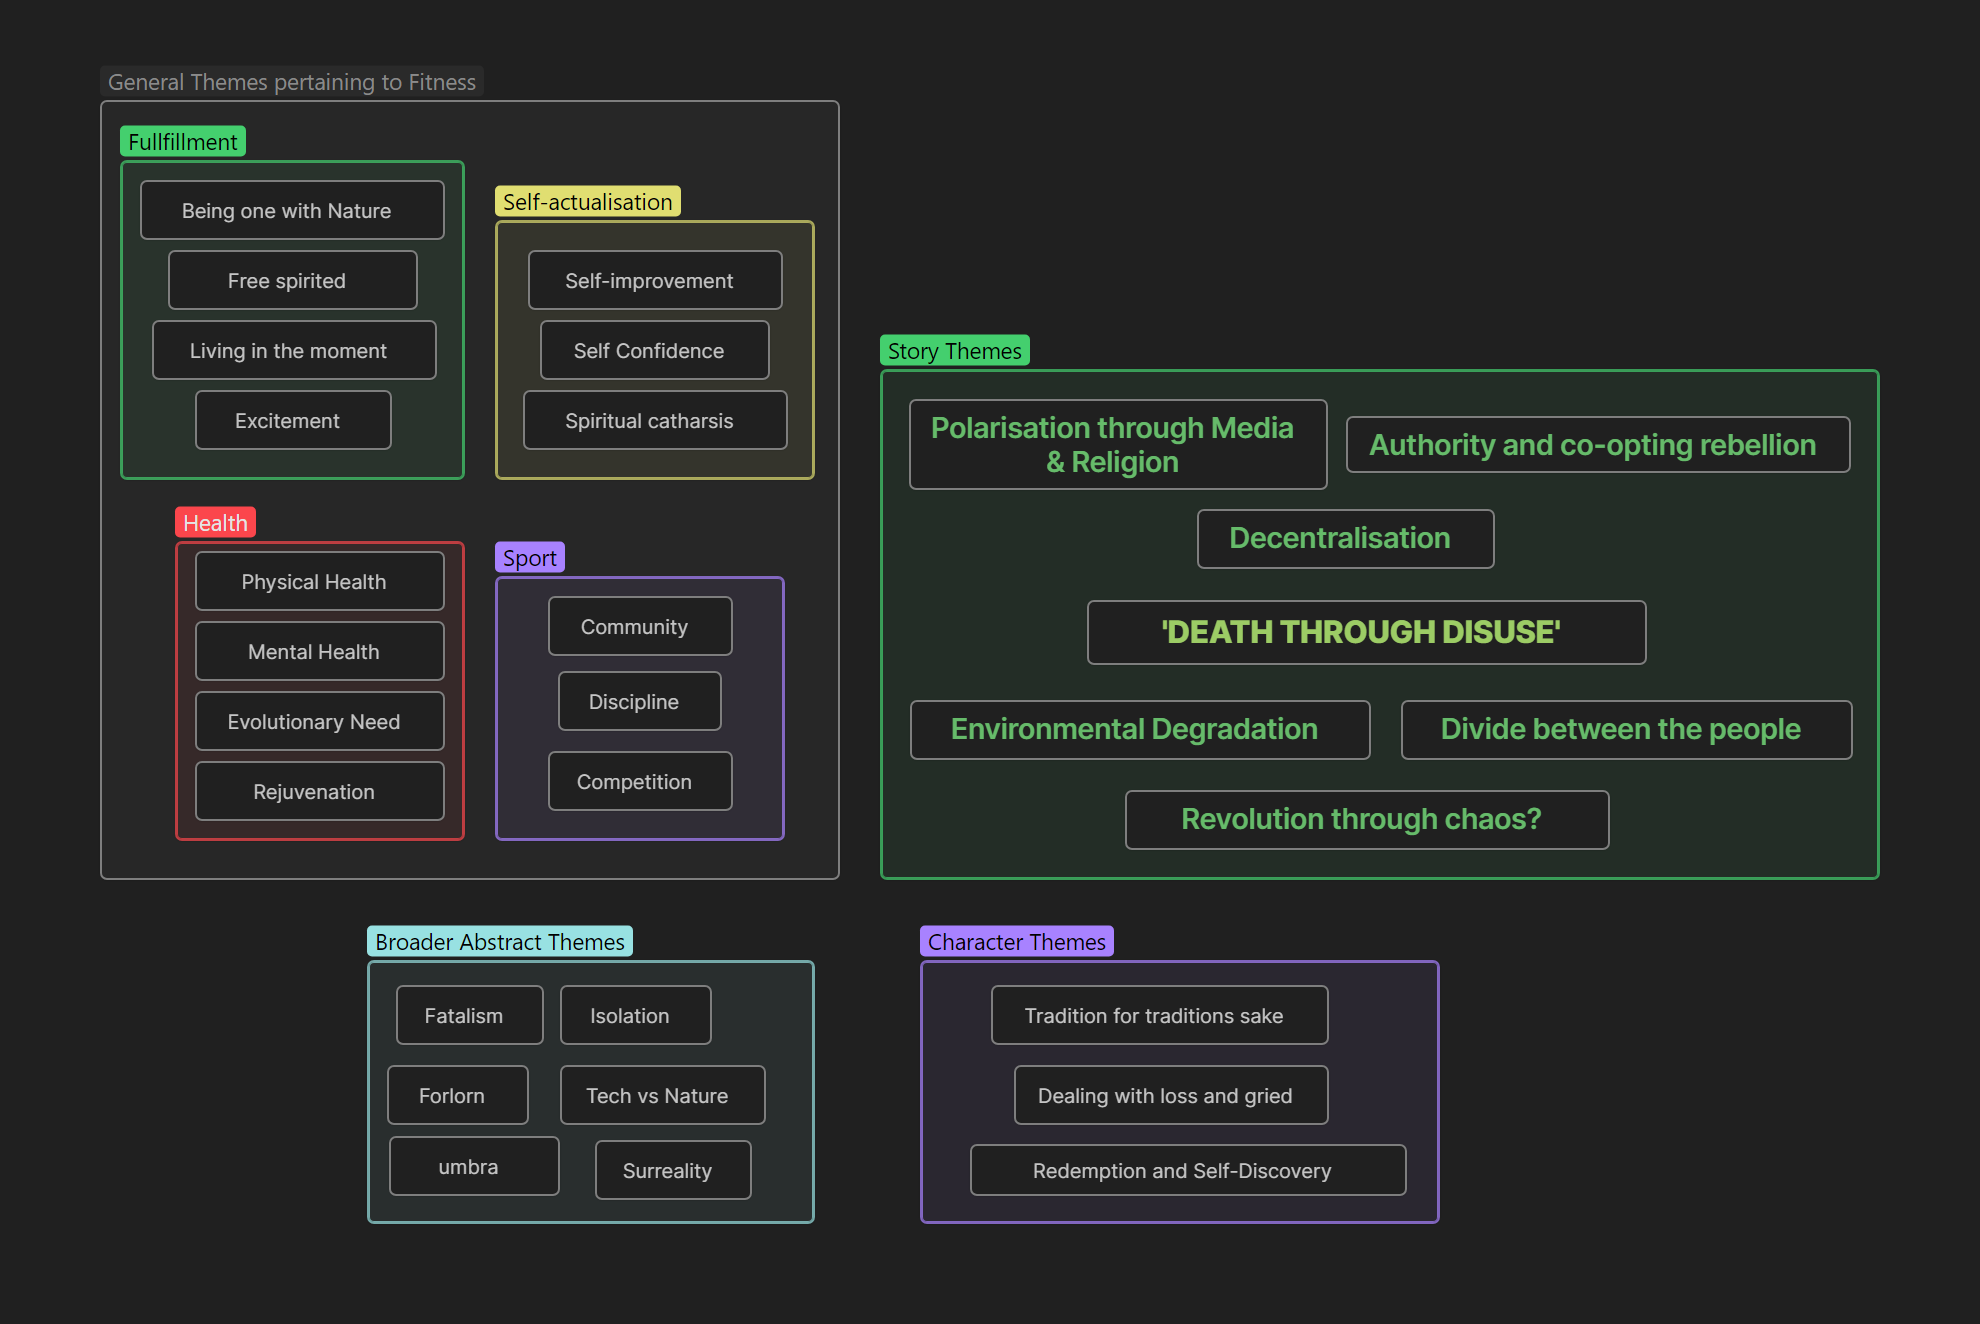 General Themes pertaining to Fitness
Fullfillment
Being one with Nature
Free spirited
Living in the moment
Excitement
Self-actualisation
Self-improvement
Self Confidence
Spiritual catharsis
Health
Physical Health
Mental Health
Evolutionary Need
Rejuvenation
Sport
Community
Discipline
Competition
Story Themes
Polarisation through Media
& Religion
Authority and co-opting rebellion
Decentralisation
'DEATH THROUGH DISUSE'
Environmental Degradation
Divide between the people
Revolution through chaos?
Broader Abstract Themes
Fatalism
Isolation
Forlorn
Tech vs Nature
umbra
Surreality
Character Themes
Tradition for traditions sake
Dealing with loss and gried
Redemption and Self-Discovery